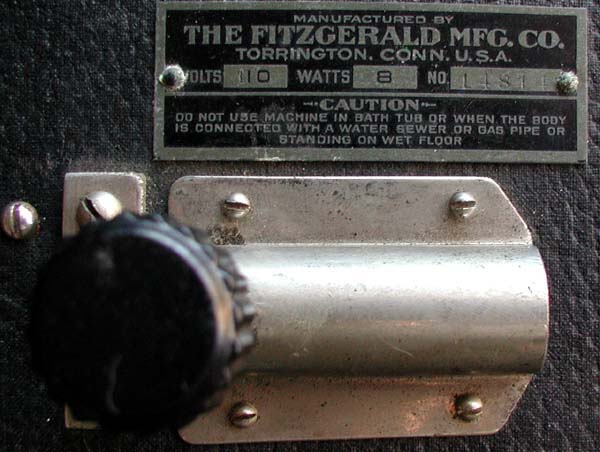 MANUFACTURED BY
THE FITZGERALD MFG. CO.
TORRINGTON, CONN. U.S.A.
VOLTS 110 WATTS 8 NO.
CAUTION
DO NOT USE MACHINE IN BATH TUB OR WHEN THE BODY
IS CONNECTED WITH A WATER SEWER OR GAS PIPE OR
STANDING ON WET FLOOR